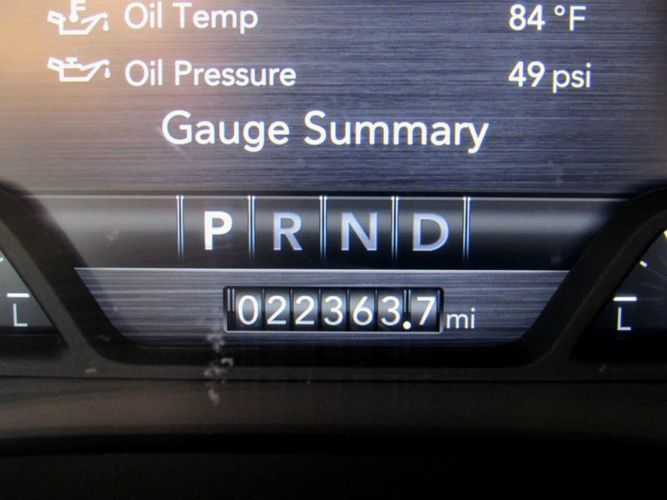 Oil Temp 84 °F
Oil Pressure 49 psi
Gauge Summary
P R N D
L 022363.7 mi L